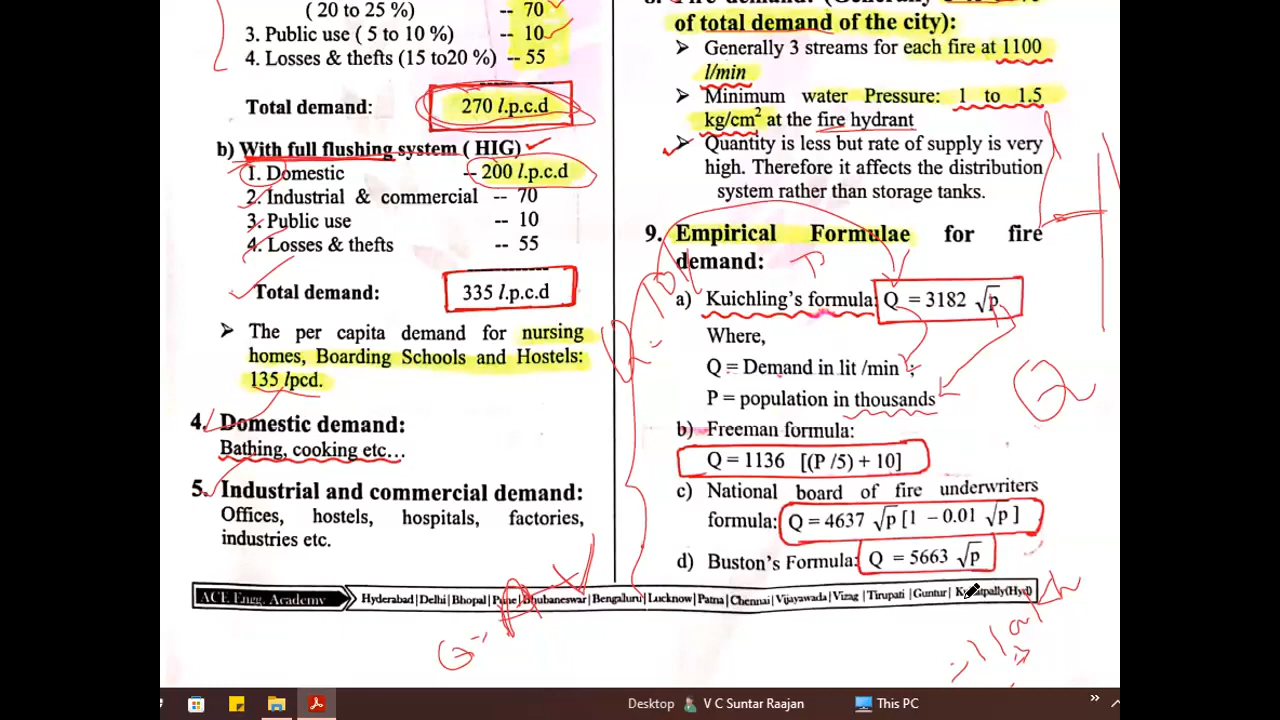 ( 20 to 25 %) -- 70
3. Public use ( 5 to 10 %) -- 10
4. Losses & thefts (15 to20 %) -- 55
Total demand: 270 l.p.c.d
b) With full flushing system ( HIG)
1. Domestic -- 200 l.p.c.d
2. Industrial & commercial -- 70
3. Public use -- 10
4. Losses & thefts -- 55
Total demand: 335 l.p.c.d
➢ The per capita demand for nursing
homes, Boarding Schools and Hostels:
135 lpcd.
4. Domestic demand:
Bathing, cooking etc...
5. Industrial and commercial demand:
Offices, hostels, hospitals, factories,
industries etc.
of total demand of the city):
➢ Generally 3 streams for each fire at 1100
l/min
➢ Minimum water Pressure: 1 to 1.5
kg/cm² at the fire hydrant
➢ Quantity is less but rate of supply is very
high. Therefore it affects the distribution
system rather than storage tanks.
9. Empirical Formulae for fire
demand:
a) Kuichling's formula: Q = 3182 √p
Where,
Q = Demand in lit /min ;
P = population in thousands
b) Freeman formula:
Q = 1136 [(P /5) + 10]
c) National board of fire underwriters
formula: Q = 4637 √p [1 – 0.01 √p ]
d) Buston's Formula: Q = 5663 √p
ACE Engg. Academy Hyderabad | Delhi | Bhopal | Pune | Bhubaneswar | Bengaluru | Lucknow | Patna | Chennai | Vijayawada | Vizag | Tirupati | Guntur |
Q
Desktop V C Suntar Raajan This PC »